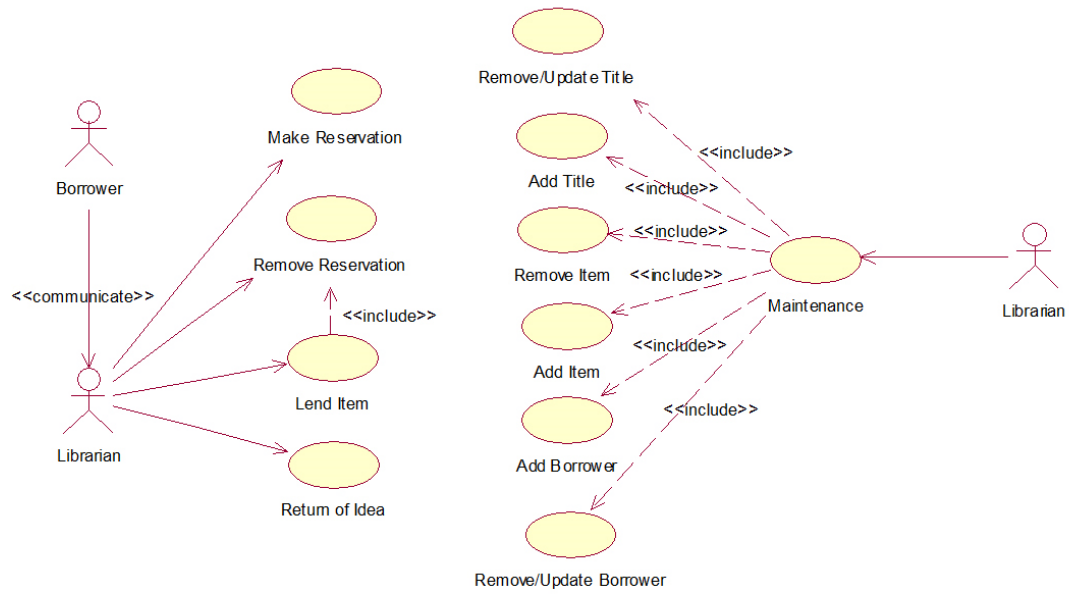 Remove/Update Title
Borrower
Make Reservation
<<include>>
Add Title
<<include>>
<<include>>
Remove Item
Remove Reservation
<<include>>
<<communicate>>
<<include>>
Maintenance
Librarian
<<include>>
Add Item
Lend Item
<<include>>
Librarian
Add Borrower
Return of Idea
Remove/Update Borrower